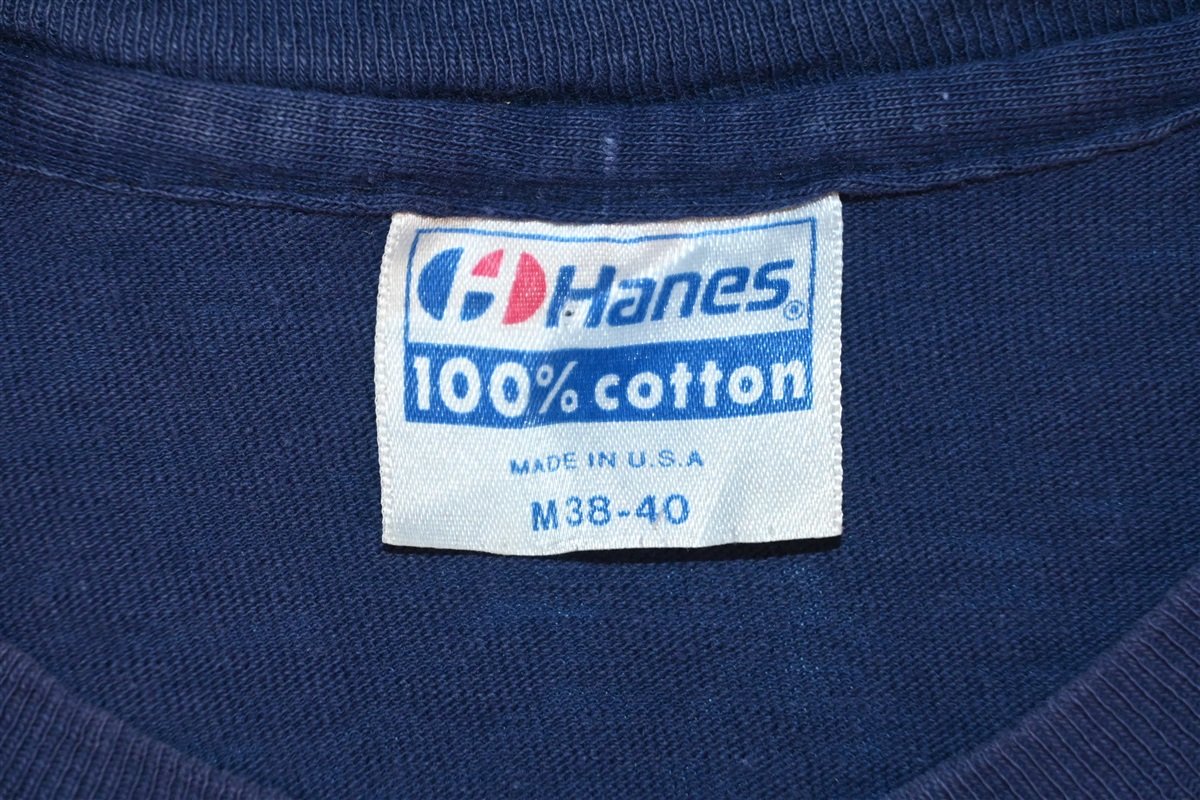 Hanes®
100% cotton
MADE IN U.S.A
M38-40